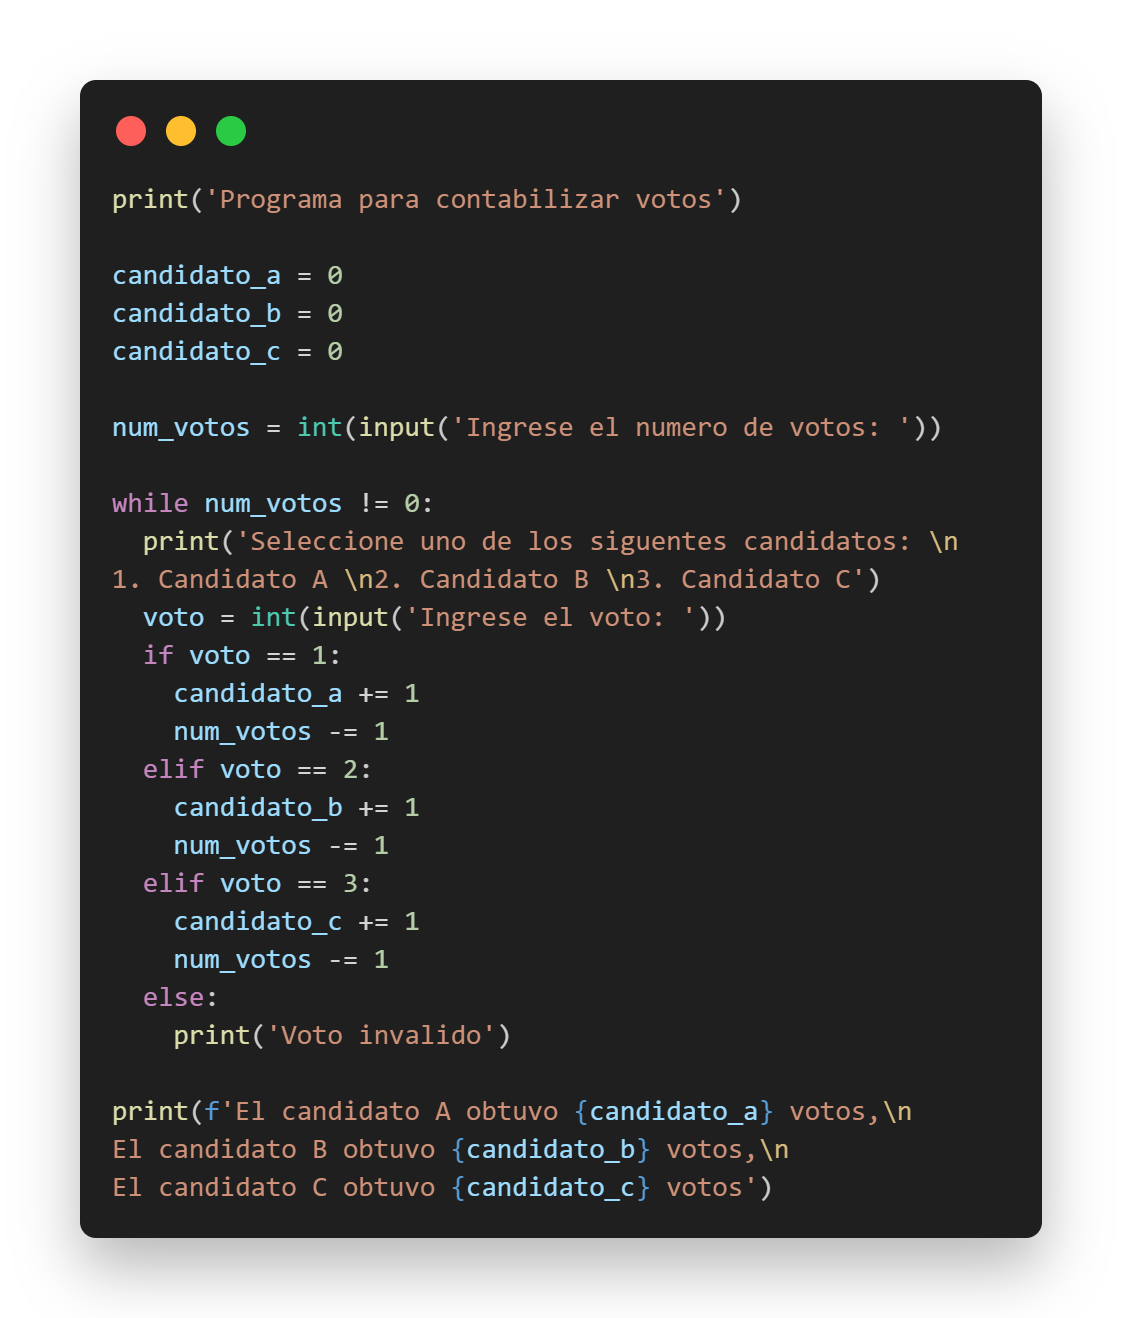 print('Programa para contabilizar votos')

candidato_a = 0
candidato_b = 0
candidato_c = 0

num_votos = int(input('Ingrese el numero de votos: '))

while num_votos != 0:
  print('Seleccione uno de los siguentes candidatos: \n
1. Candidato A \n2. Candidato B \n3. Candidato C')
  voto = int(input('Ingrese el voto: '))
  if voto == 1:
    candidato_a += 1
    num_votos -= 1
  elif voto == 2:
    candidato_b += 1
    num_votos -= 1
  elif voto == 3:
    candidato_c += 1
    num_votos -= 1
  else:
    print('Voto invalido')

print(f'El candidato A obtuvo {candidato_a} votos,\n
El candidato B obtuvo {candidato_b} votos,\n
El candidato C obtuvo {candidato_c} votos')